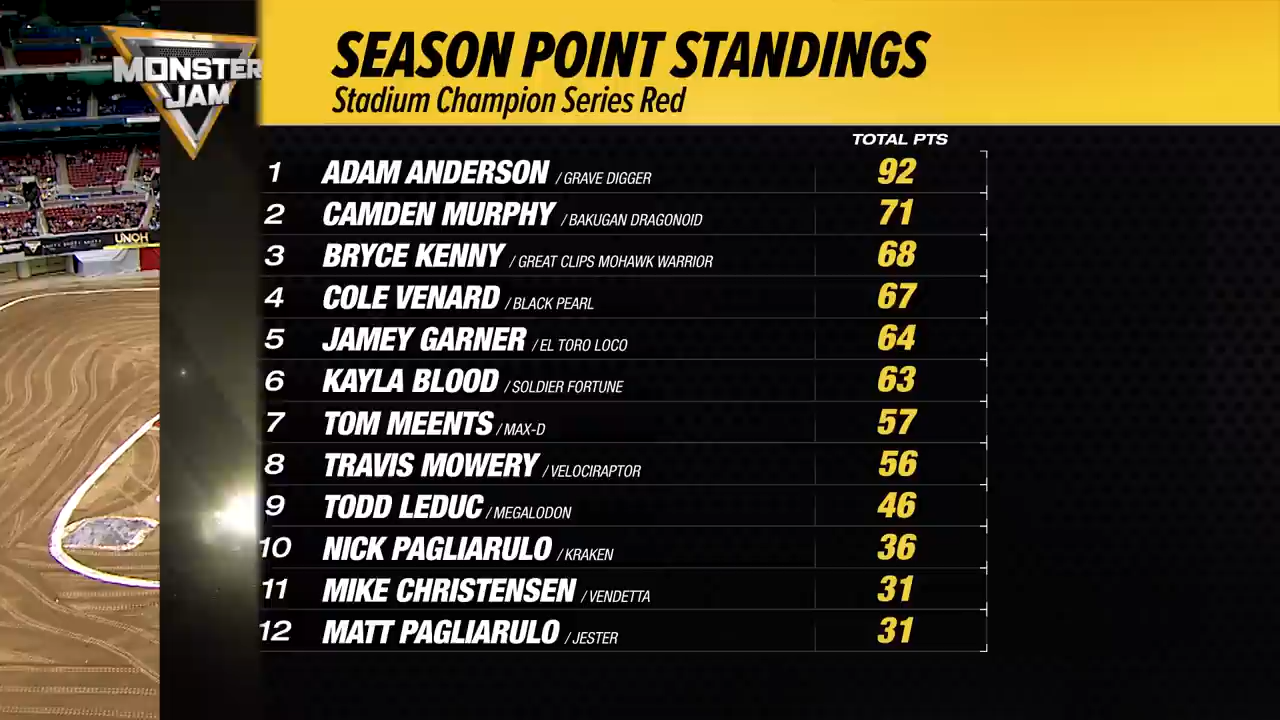 MONSTER
JAM
SEASON POINT STANDINGS
Stadium Champion Series Red
TOTAL PTS
1 ADAM ANDERSON / GRAVE DIGGER 92
2 CAMDEN MURPHY / BAKUGAN DRAGONOID 71
3 BRYCE KENNY / GREAT CLIPS MOHAWK WARRIOR 68
4 COLE VENARD / BLACK PEARL 67
5 JAMEY GARNER / EL TORO LOCO 64
6 KAYLA BLOOD / SOLDIER FORTUNE 63
7 TOM MEENTS / MAX-D 57
8 TRAVIS MOWERY / VELOCIRAPTOR 56
9 TODD LEDUC / MEGALODON 46
10 NICK PAGLIARULO / KRAKEN 36
11 MIKE CHRISTENSEN / VENDETTA 31
12 MATT PAGLIARULO / JESTER 31
UNOH